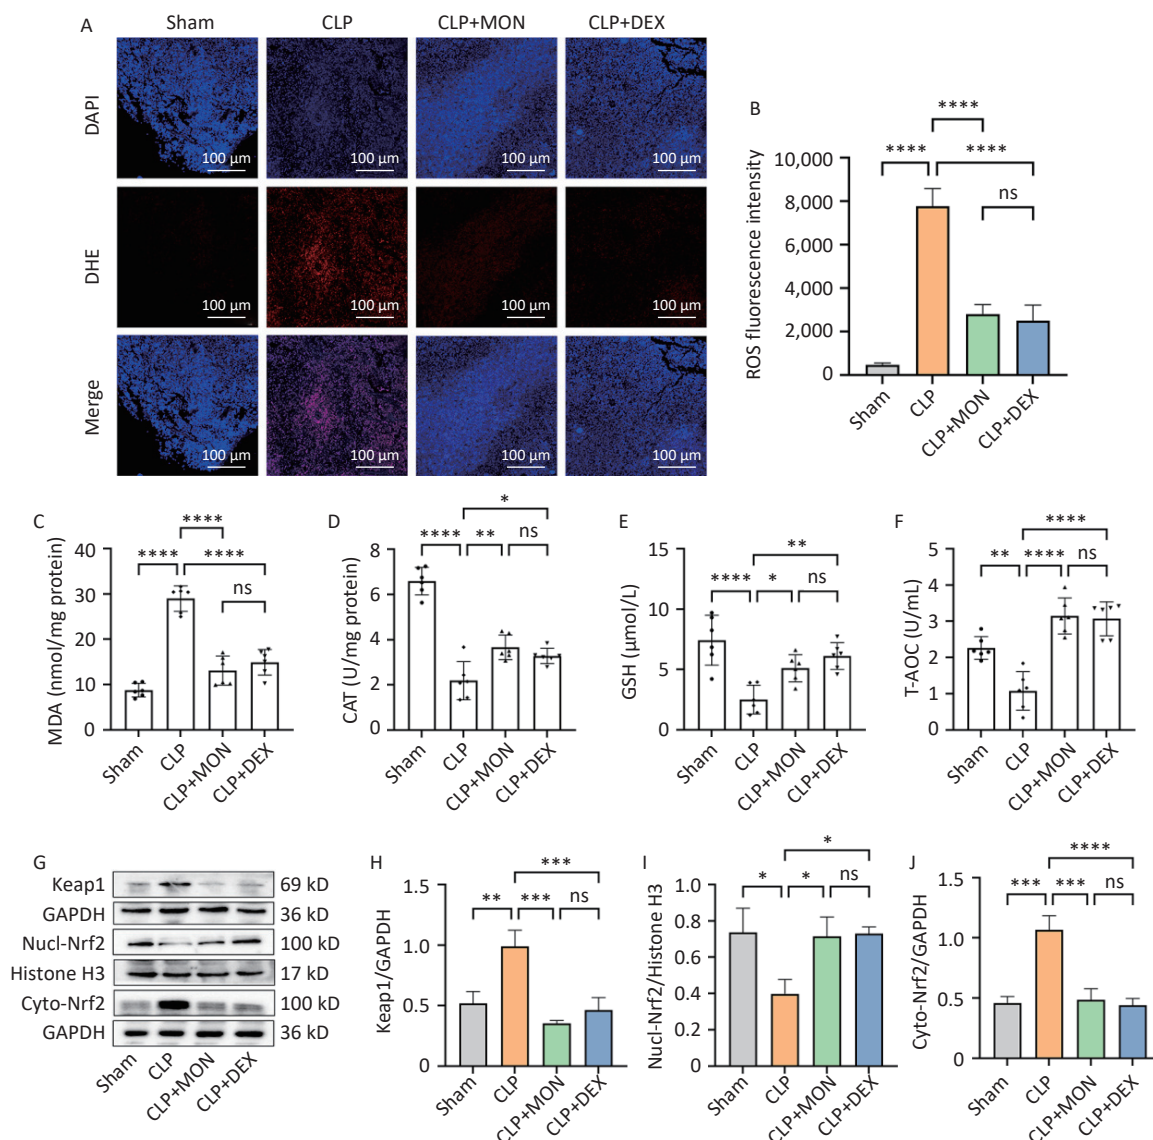 A
Sham CLP CLP+MON CLP+DEX
DAPI
100 μm 100 μm 100 μm 100 μm
DHE
100 μm 100 μm 100 μm 100 μm
Merge
100 μm 100 μm 100 μm 100 μm
B
****
**** ****
ns
ROS fluorescence intensity
10,000
8,000
6,000
4,000
2,000
0
Sham CLP CLP+MON CLP+DEX
C
****
**** ****
ns
MDA (nmol/mg protein)
40
30
20
10
0
Sham CLP CLP+MON CLP+DEX
D
*
**** ** ns
CAT (U/mg protein)
8
6
4
2
0
Sham CLP CLP+MON CLP+DEX
E
**
**** * ns
GSH (μmol/L)
15
10
5
0
Sham CLP CLP+MON CLP+DEX
F
****
** **** ns
T-AOC (U/mL)
5
4
3
2
1
0
Sham CLP CLP+MON CLP+DEX
G
Keap1 69 kD
GAPDH 36 kD
Nucl-Nrf2 100 kD
Histone H3 17 kD
Cyto-Nrf2 100 kD
GAPDH 36 kD
Sham CLP CLP+MON CLP+DEX
H
***
** *** ns
Keap1/GAPDH
1.5
1.0
0.5
0
Sham CLP CLP+MON CLP+DEX
I
*
* * ns
Nucl-Nrf2/Histone H3
1.0
0.8
0.6
0.4
0.2
0
Sham CLP CLP+MON CLP+DEX
J
****
*** *** ns
Cyto-Nrf2/GAPDH
1.5
1.0
0.5
0
Sham CLP CLP+MON CLP+DEX